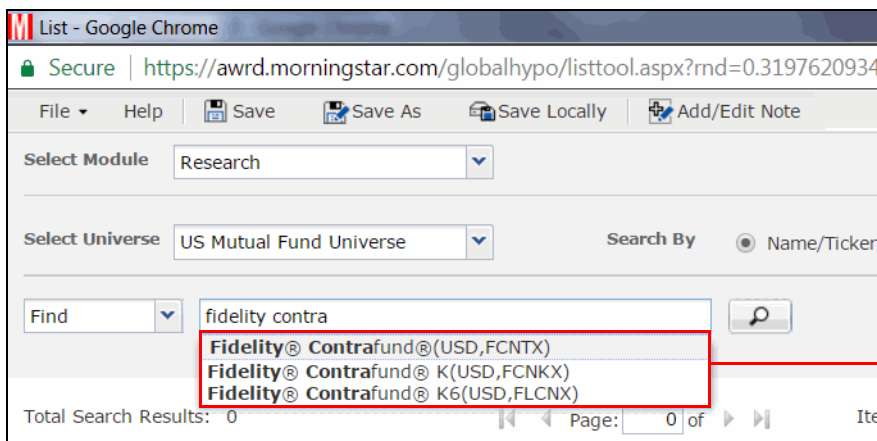 List - Google Chrome
Secure | https://awrd.morningstar.com/globalhypo/listtool.aspx?rnd=0.3197620934
File Help Save Save As Save Locally Add/Edit Note
Select Module Research
Select Universe US Mutual Fund Universe Search By Name/Ticker
Find fidelity contra
Fidelity® Contrafund®(USD,FCNTX)
Fidelity® Contrafund® K(USD,FCNKX)
Fidelity® Contrafund® K6(USD,FLCNX)
Total Search Results: 0 Page: 0 of Ite